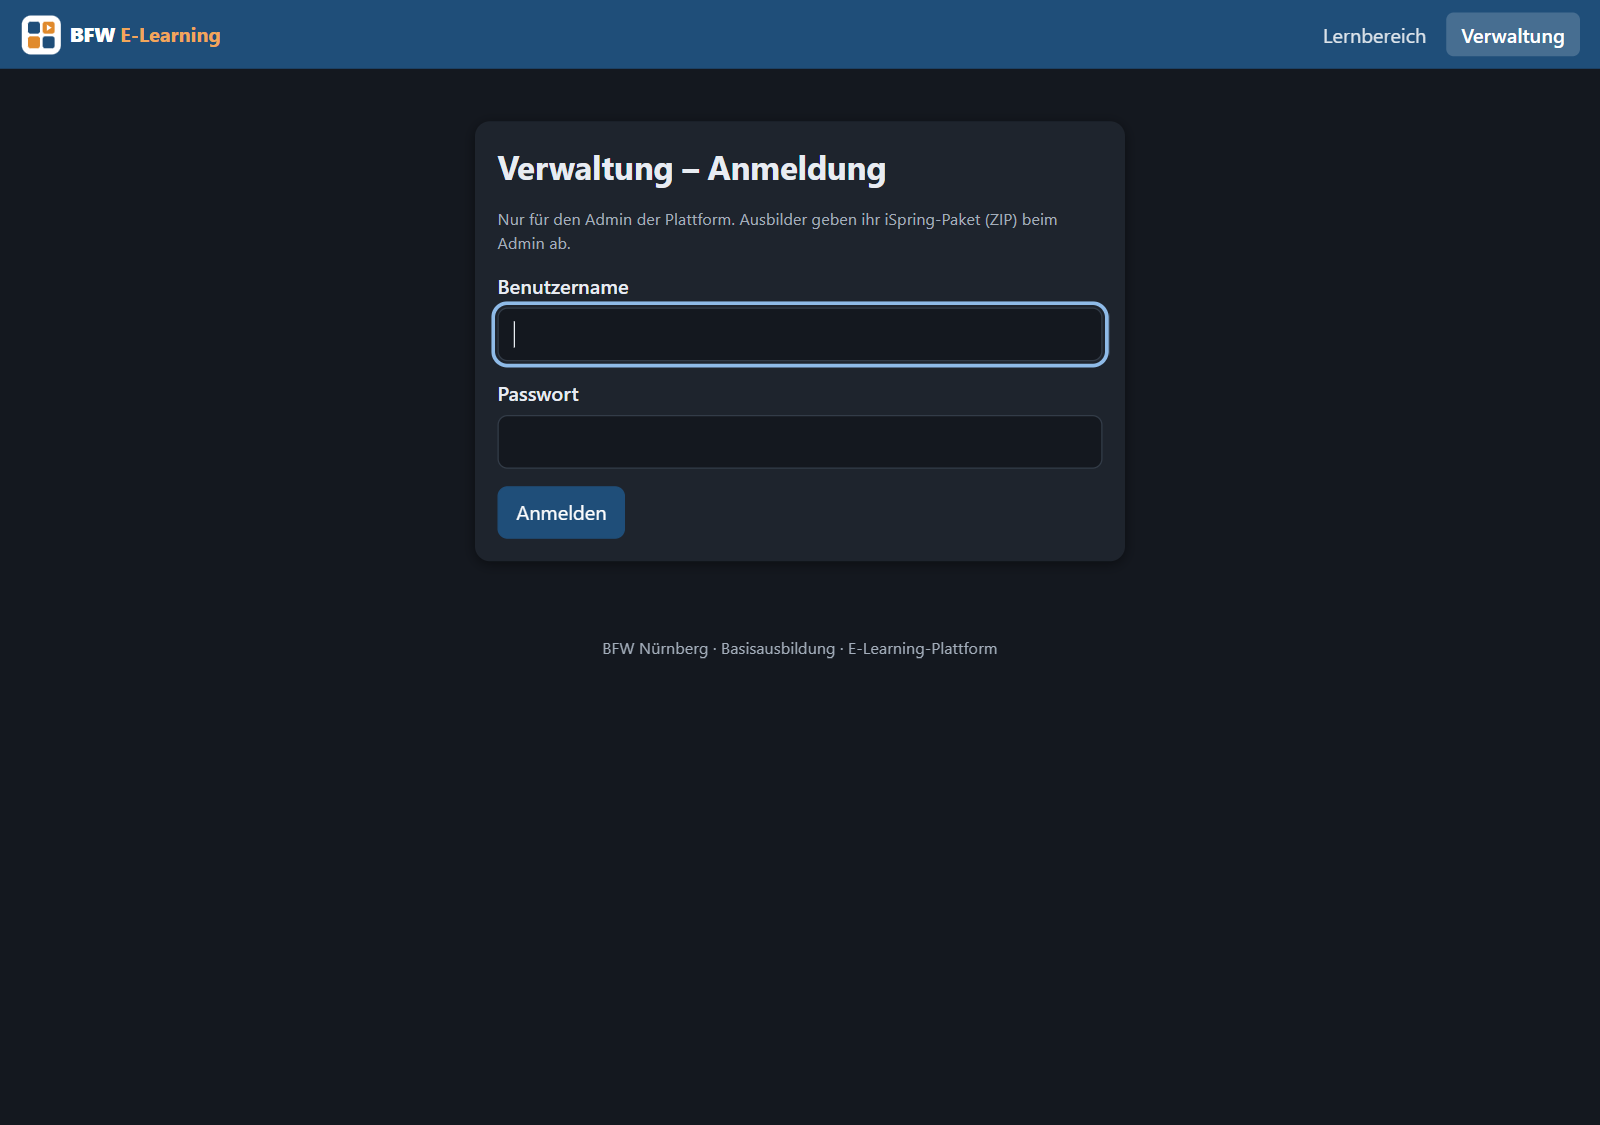 BFW E-Learning
Lernbereich
Verwaltung
Verwaltung – Anmeldung
Nur für den Admin der Plattform. Ausbilder geben ihr iSpring-Paket (ZIP) beim
Admin ab.
Benutzername
Passwort
Anmelden
BFW Nürnberg · Basisausbildung · E-Learning-Plattform